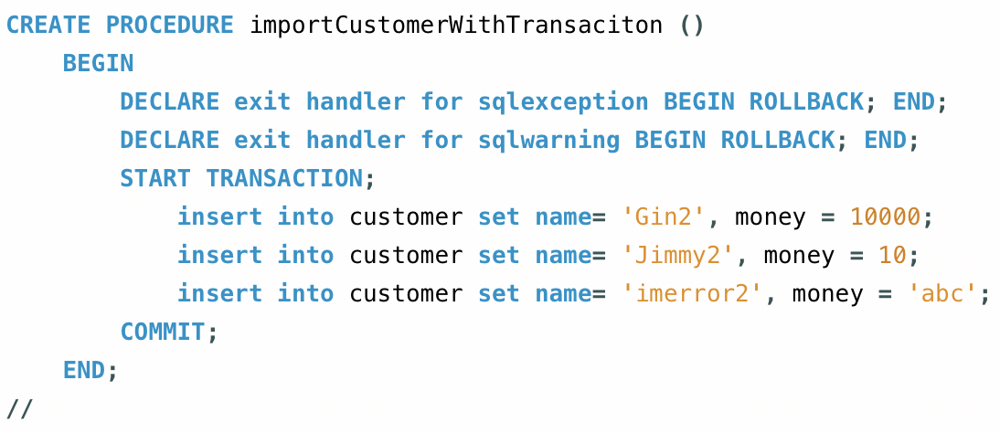 CREATE PROCEDURE importCustomerWithTransaciton ()
BEGIN
DECLARE exit handler for sqlexception BEGIN ROLLBACK; END;
DECLARE exit handler for sqlwarning BEGIN ROLLBACK; END;
START TRANSACTION;
insert into customer set name= 'Gin2', money = 10000;
insert into customer set name= 'Jimmy2', money = 10;
insert into customer set name= 'imerror2', money = 'abc';
COMMIT;
END;
//